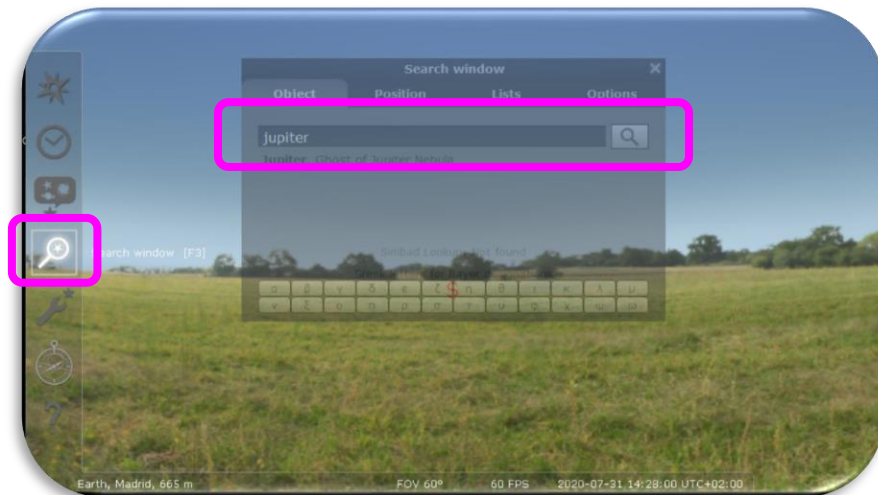 Search window
Object Position Lists Options
jupiter
Jupiter, Ghost of Jupiter Nebula
Search window [F3]
Simbad Lookup: Not found
α β γ δ ε ζ η θ ι κ λ μ
S
Earth, Madrid, 665 m FOV 60° 60 FPS 2020-07-31 14:28:00 UTC+02:00